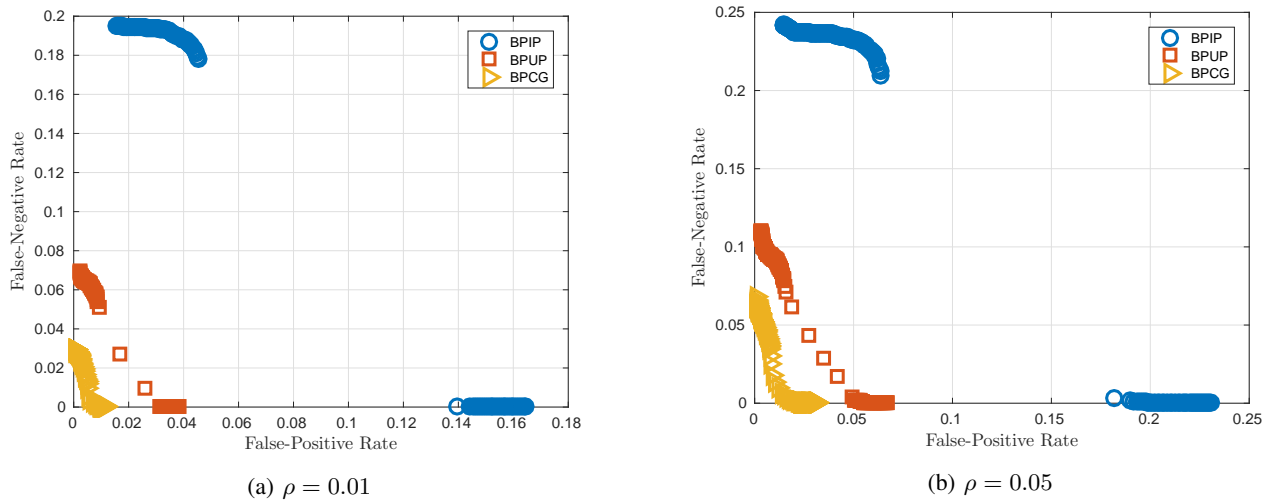 0.2
0.18
0.16
0.14
0.12
0.1
0.08
0.06
0.04
0.02
0
False-Negative Rate
BPIP
BPUP
BPCG
0 0.02 0.04 0.06 0.08 0.1 0.12 0.14 0.16 0.18
False-Positive Rate
(a) ρ = 0.01
0.25
0.2
0.15
0.1
0.05
0
False-Negative Rate
BPIP
BPUP
BPCG
0 0.05 0.1 0.15 0.2 0.25
False-Positive Rate
(b) ρ = 0.05